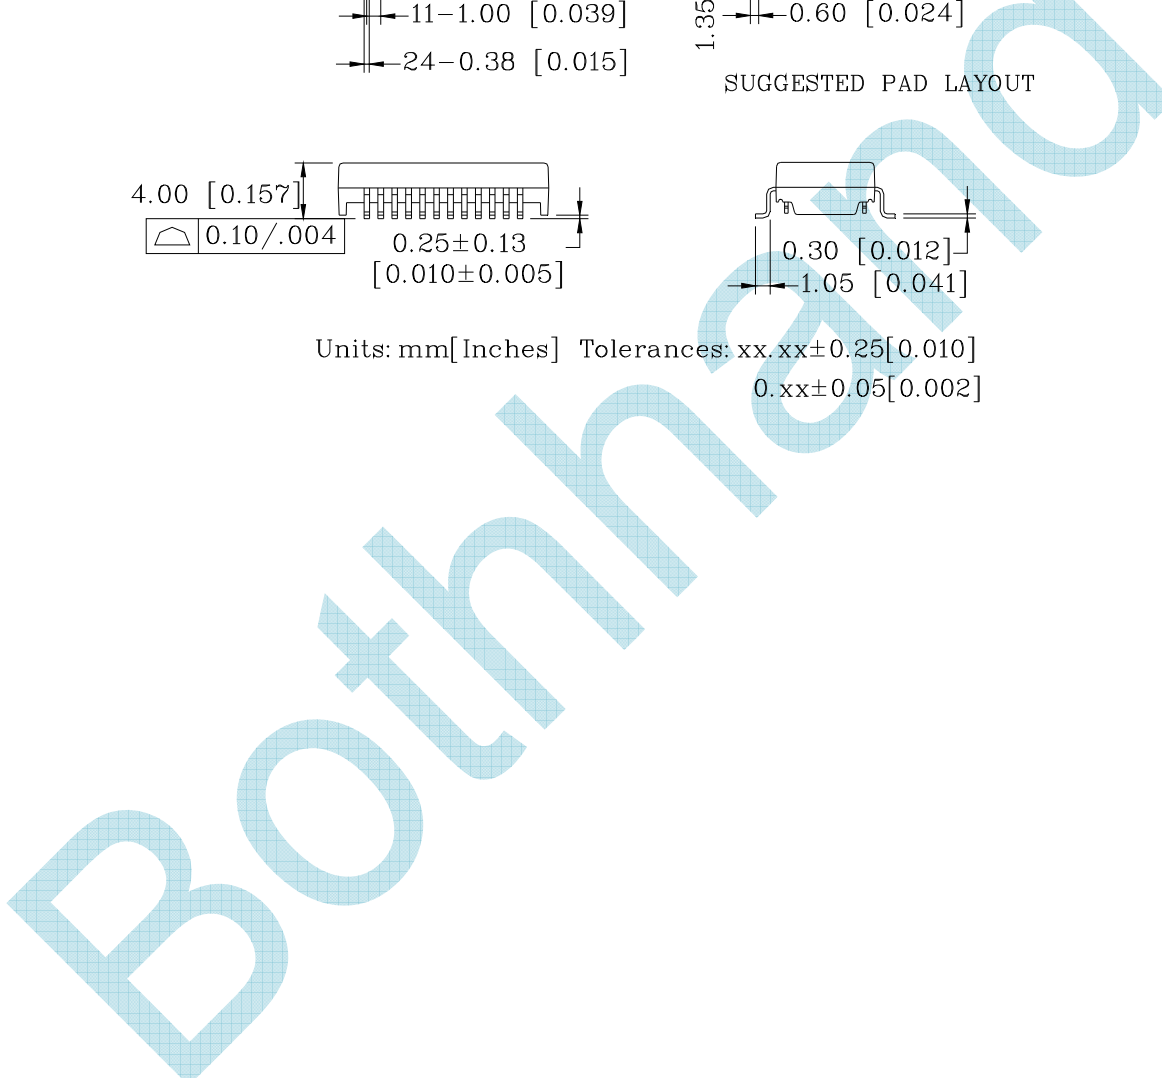 11-1.00 [0.039]
0.60 [0.024]
1.35
24-0.38 [0.015]
SUGGESTED PAD LAYOUT
4.00 [0.157]
0.10/.004
0.25±0.13
[0.010±0.005]
0.30 [0.012]
1.05 [0.041]
Units: mm[Inches] Tolerances: xx.xx±0.25[0.010]
0.xx±0.05[0.002]
Bothhand